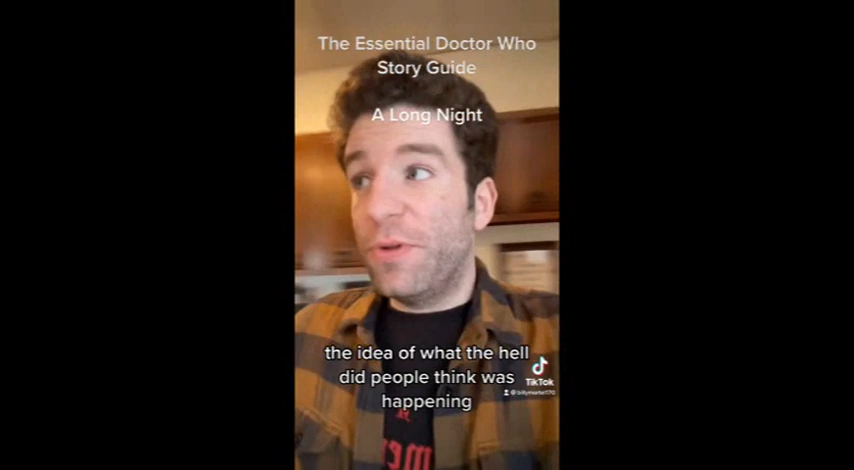 The Essential Doctor Who
Story Guide
A Long Night
the idea of what the hell
did people think was
happening
TikTok